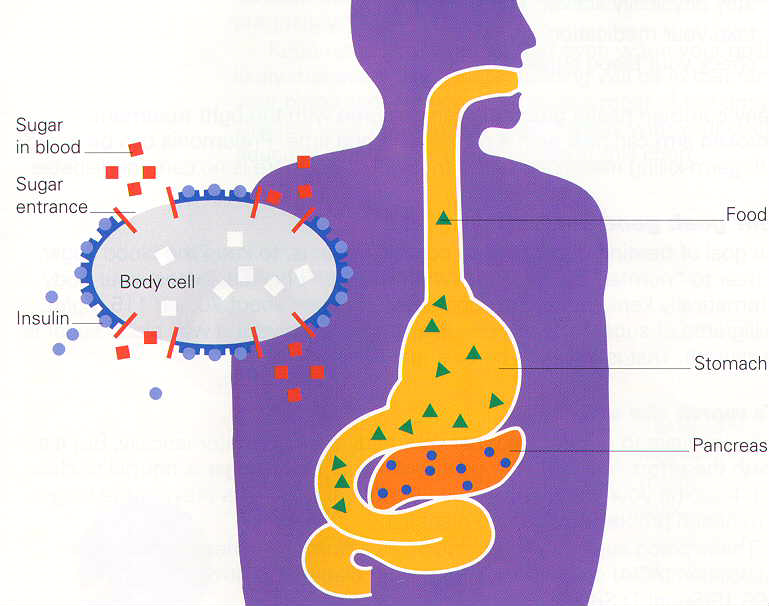 Sugar
in blood
Sugar
entrance
Body cell
Insulin
Food
Stomach
Pancreas